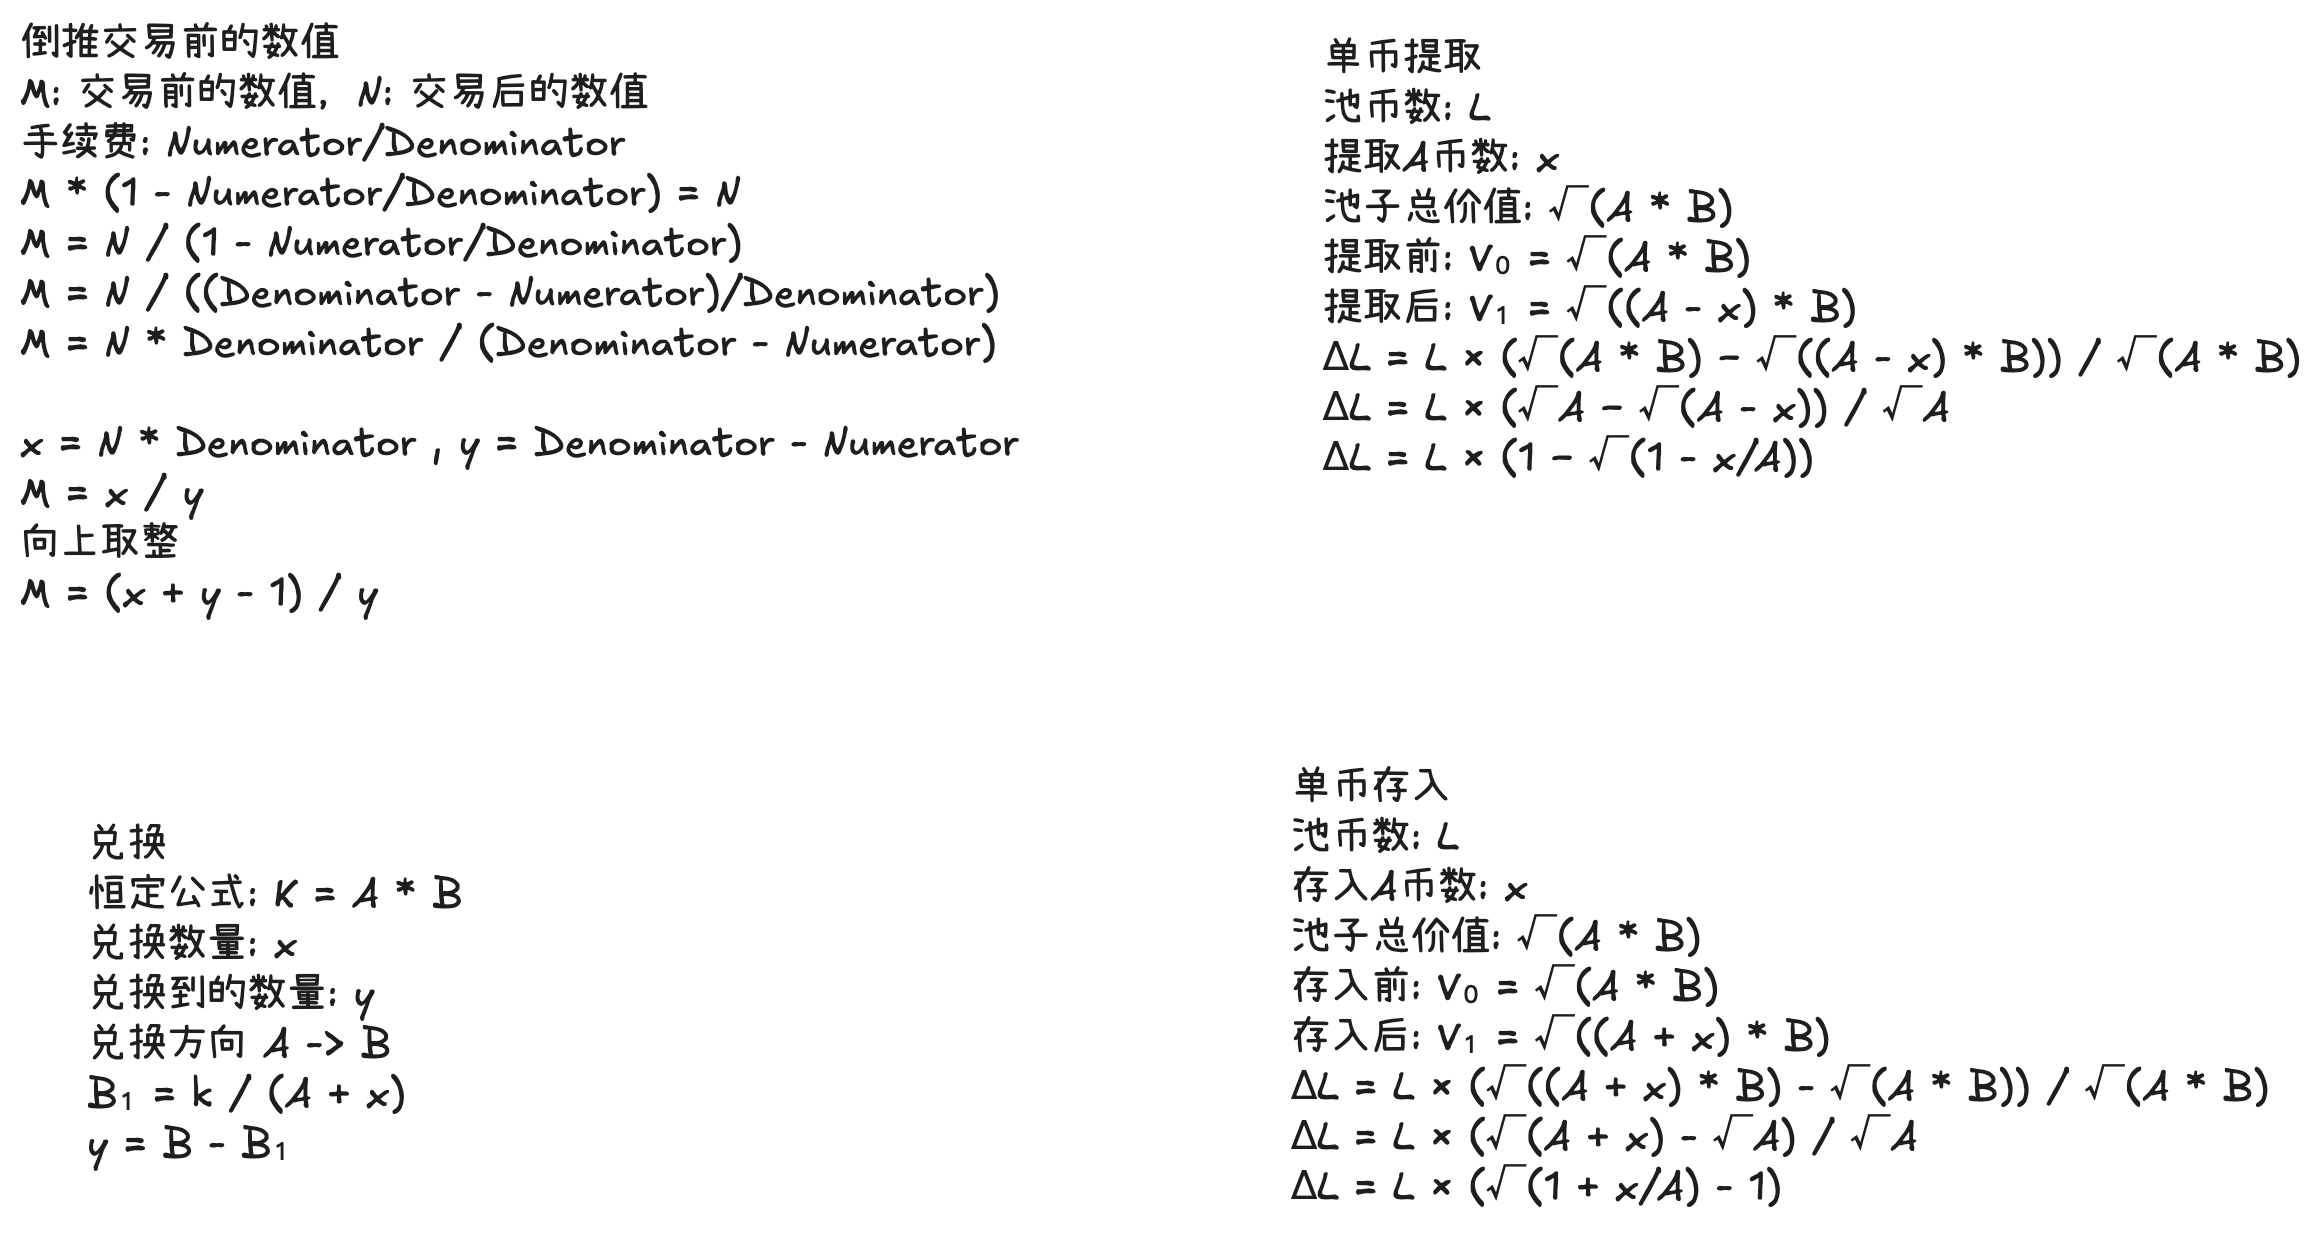 倒推交易前的数值
M: 交易前的数值，N: 交易后的数值
手续费: Numerator/Denominator
M * (1 - Numerator/Denominator) = N
M = N / (1 - Numerator/Denominator)
M = N / ((Denominator - Numerator)/Denominator)
M = N * Denominator / (Denominator - Numerator)
x = N * Denominator , y = Denominator - Numerator
M = x / y
向上取整
M = (x + y - 1) / y
单币提取
池币数: L
提取A币数: x
池子总价值: √(A * B)
提取前: V₀ = √(A * B)
提取后: V₁ = √((A - x) * B)
ΔL = L × (√(A * B) − √((A - x) * B)) / √(A * B)
ΔL = L × (√A − √(A - x)) / √A
ΔL = L × (1 − √(1 - x/A))
兑换
恒定公式: K = A * B
兑换数量: x
兑换到的数量: y
兑换方向 A -> B
B₁ = k / (A + x)
y = B - B₁
单币存入
池币数: L
存入A币数: x
池子总价值: √(A * B)
存入前: V₀ = √(A * B)
存入后: V₁ = √((A + x) * B)
ΔL = L × (√((A + x) * B) - √(A * B)) / √(A * B)
ΔL = L × (√(A + x) - √A) / √A
ΔL = L × (√(1 + x/A) - 1)